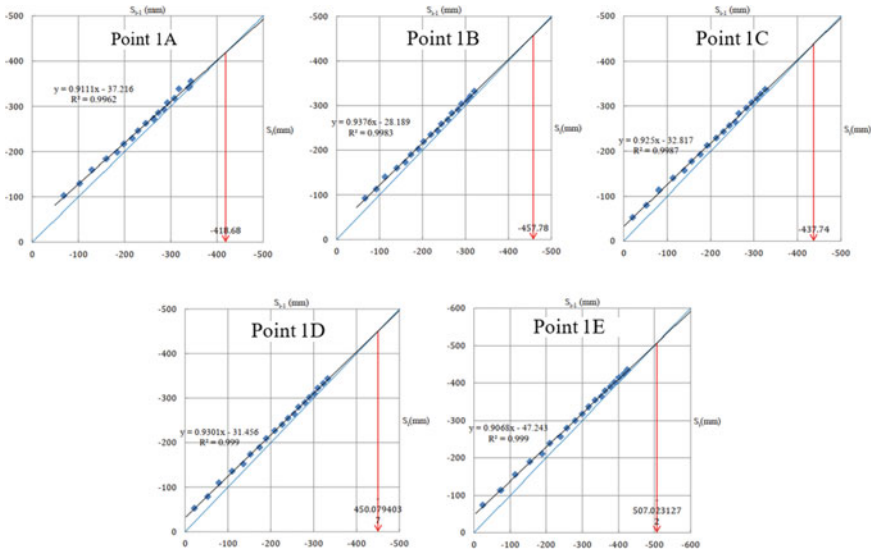 S_{i-1} (mm)
-500
-400
-300
-200
-100
0
Point 1A
y = 0.9111x - 37.216
R² = 0.9962
S_i(mm)
-418.68
0 -100 -200 -300 -400 -500
S_{i-1} (mm)
-500
-400
-300
-200
-100
0
Point 1B
y = 0.9376x - 28.189
R² = 0.9983
S_i(mm)
-457.78
0 -100 -200 -300 -400 -500
S_{i-1} (mm)
-500
-400
-300
-200
-100
0
Point 1C
y = 0.925x - 32.817
R² = 0.9987
-437.74
0 -100 -200 -300 -400 -500
S_{i-1} (mm)
-500
-400
-300
-200
-100
0
Point 1D
y = 0.9301x - 31.456
R² = 0.999
S_i(mm)
-
450.079403
7
0 -100 -200 -300 -400 -500
S_{i-1} (mm)
-600
-500
-400
-300
-200
-100
0
Point 1E
y = 0.9068x - 47.243
R² = 0.999
S_i(mm)
-
507.023127
2
0 -100 -200 -300 -400 -500 -600